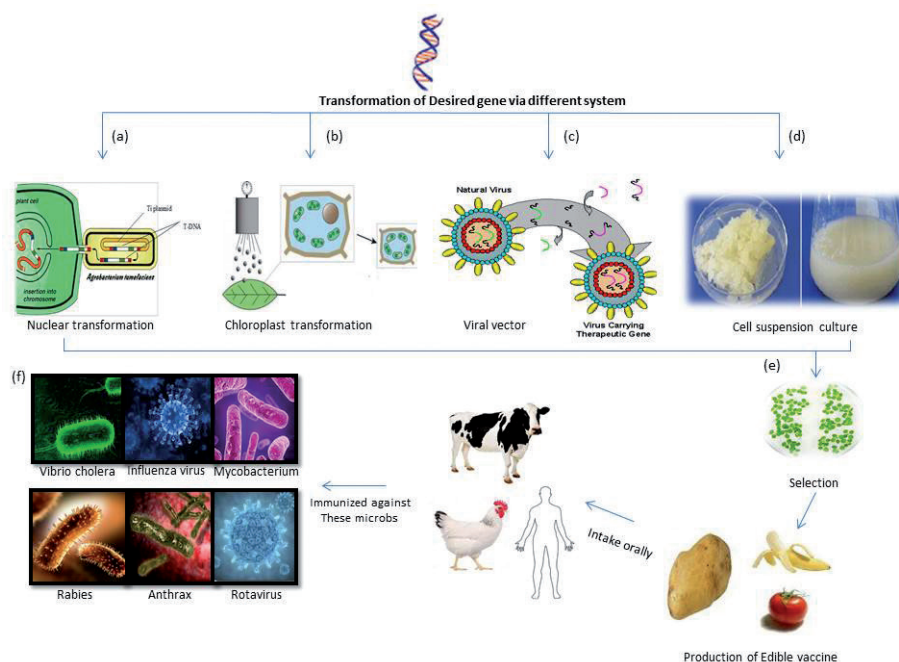 Transformation of Desired gene via different system
(a)
(b)
(c)
(d)
plant cell
Ti plasmid
T-DNA
Agrobacterium tumefaciens
insertion into
chromosome
Natural Virus
Virus Carrying
Therapeutic Gene
Nuclear transformation
Chloroplast transformation
Viral vector
Cell suspension culture
(e)
(f)
Vibrio cholera
Influenza virus
Mycobacterium
Selection
Immunized against
These microbs
Intake orally
Rabies
Anthrax
Rotavirus
Production of Edible vaccine